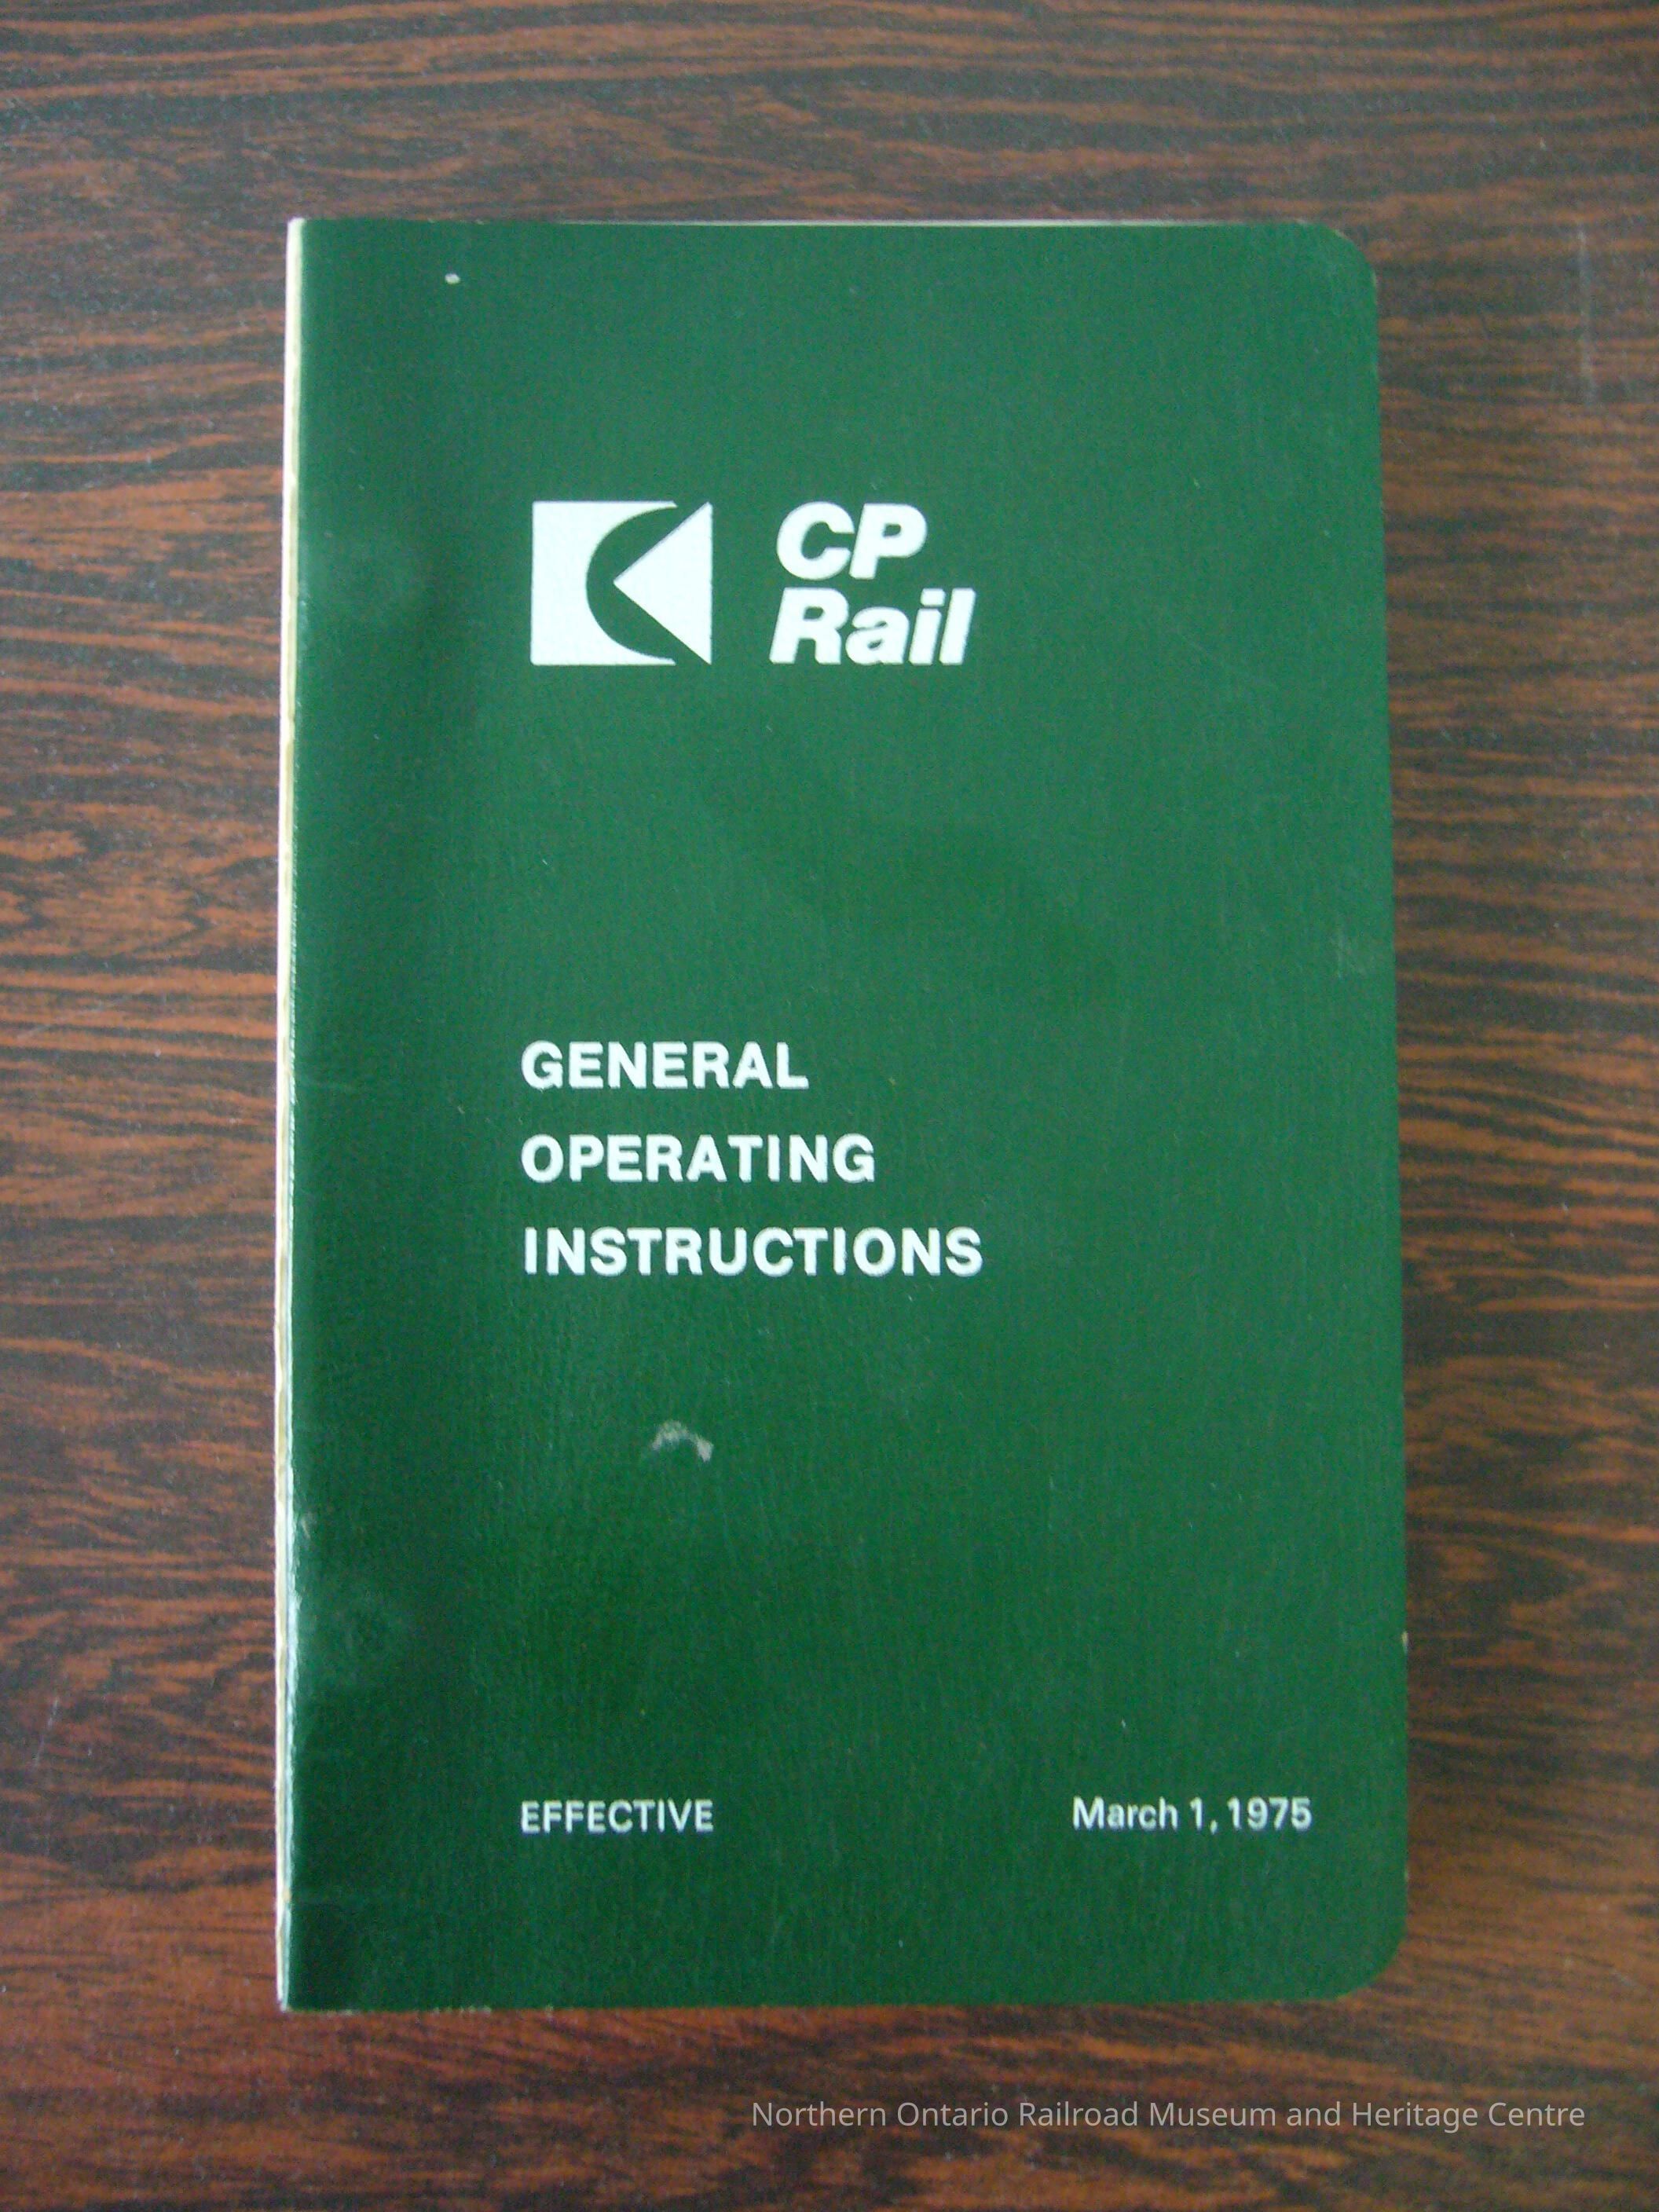 CP
Rail
GENERAL
OPERATING
INSTRUCTIONS
EFFECTIVE March 1, 1975
Northern Ontario Railroad Museum and Heritage Centre